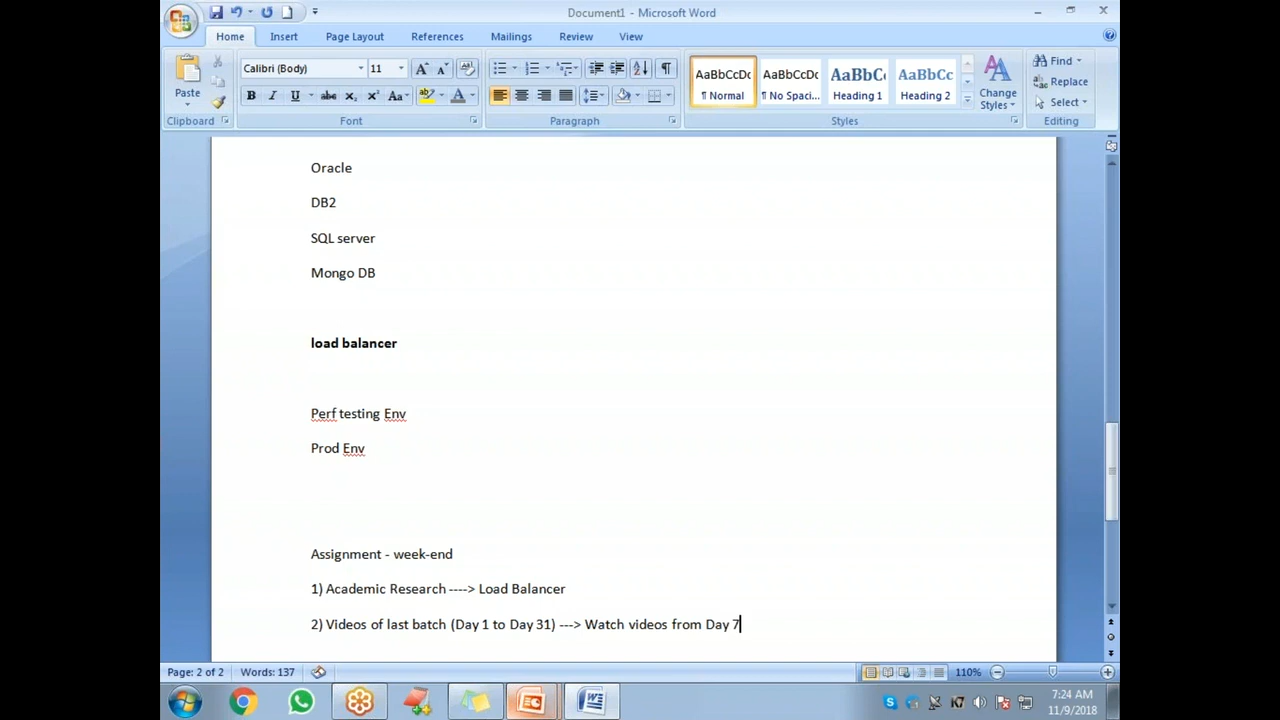 Document1 - Microsoft Word
Home Insert Page Layout References Mailings Review View
Paste
Calibri (Body) 11
B I U abc X₂ X² Aa
AaBbCcDc AaBbCcDc AaBbCc AaBbCc
¶ Normal ¶ No Spaci... Heading 1 Heading 2
Change Styles
Find
Replace
Select
Clipboard Font Paragraph Styles Editing
Oracle
DB2
SQL server
Mongo DB
load balancer
Perf testing Env
Prod Env
Assignment - week-end
1) Academic Research ----> Load Balancer
2) Videos of last batch (Day 1 to Day 31) ---> Watch videos from Day 7
Page: 2 of 2 Words: 137 110%
7:24 AM
11/9/2018